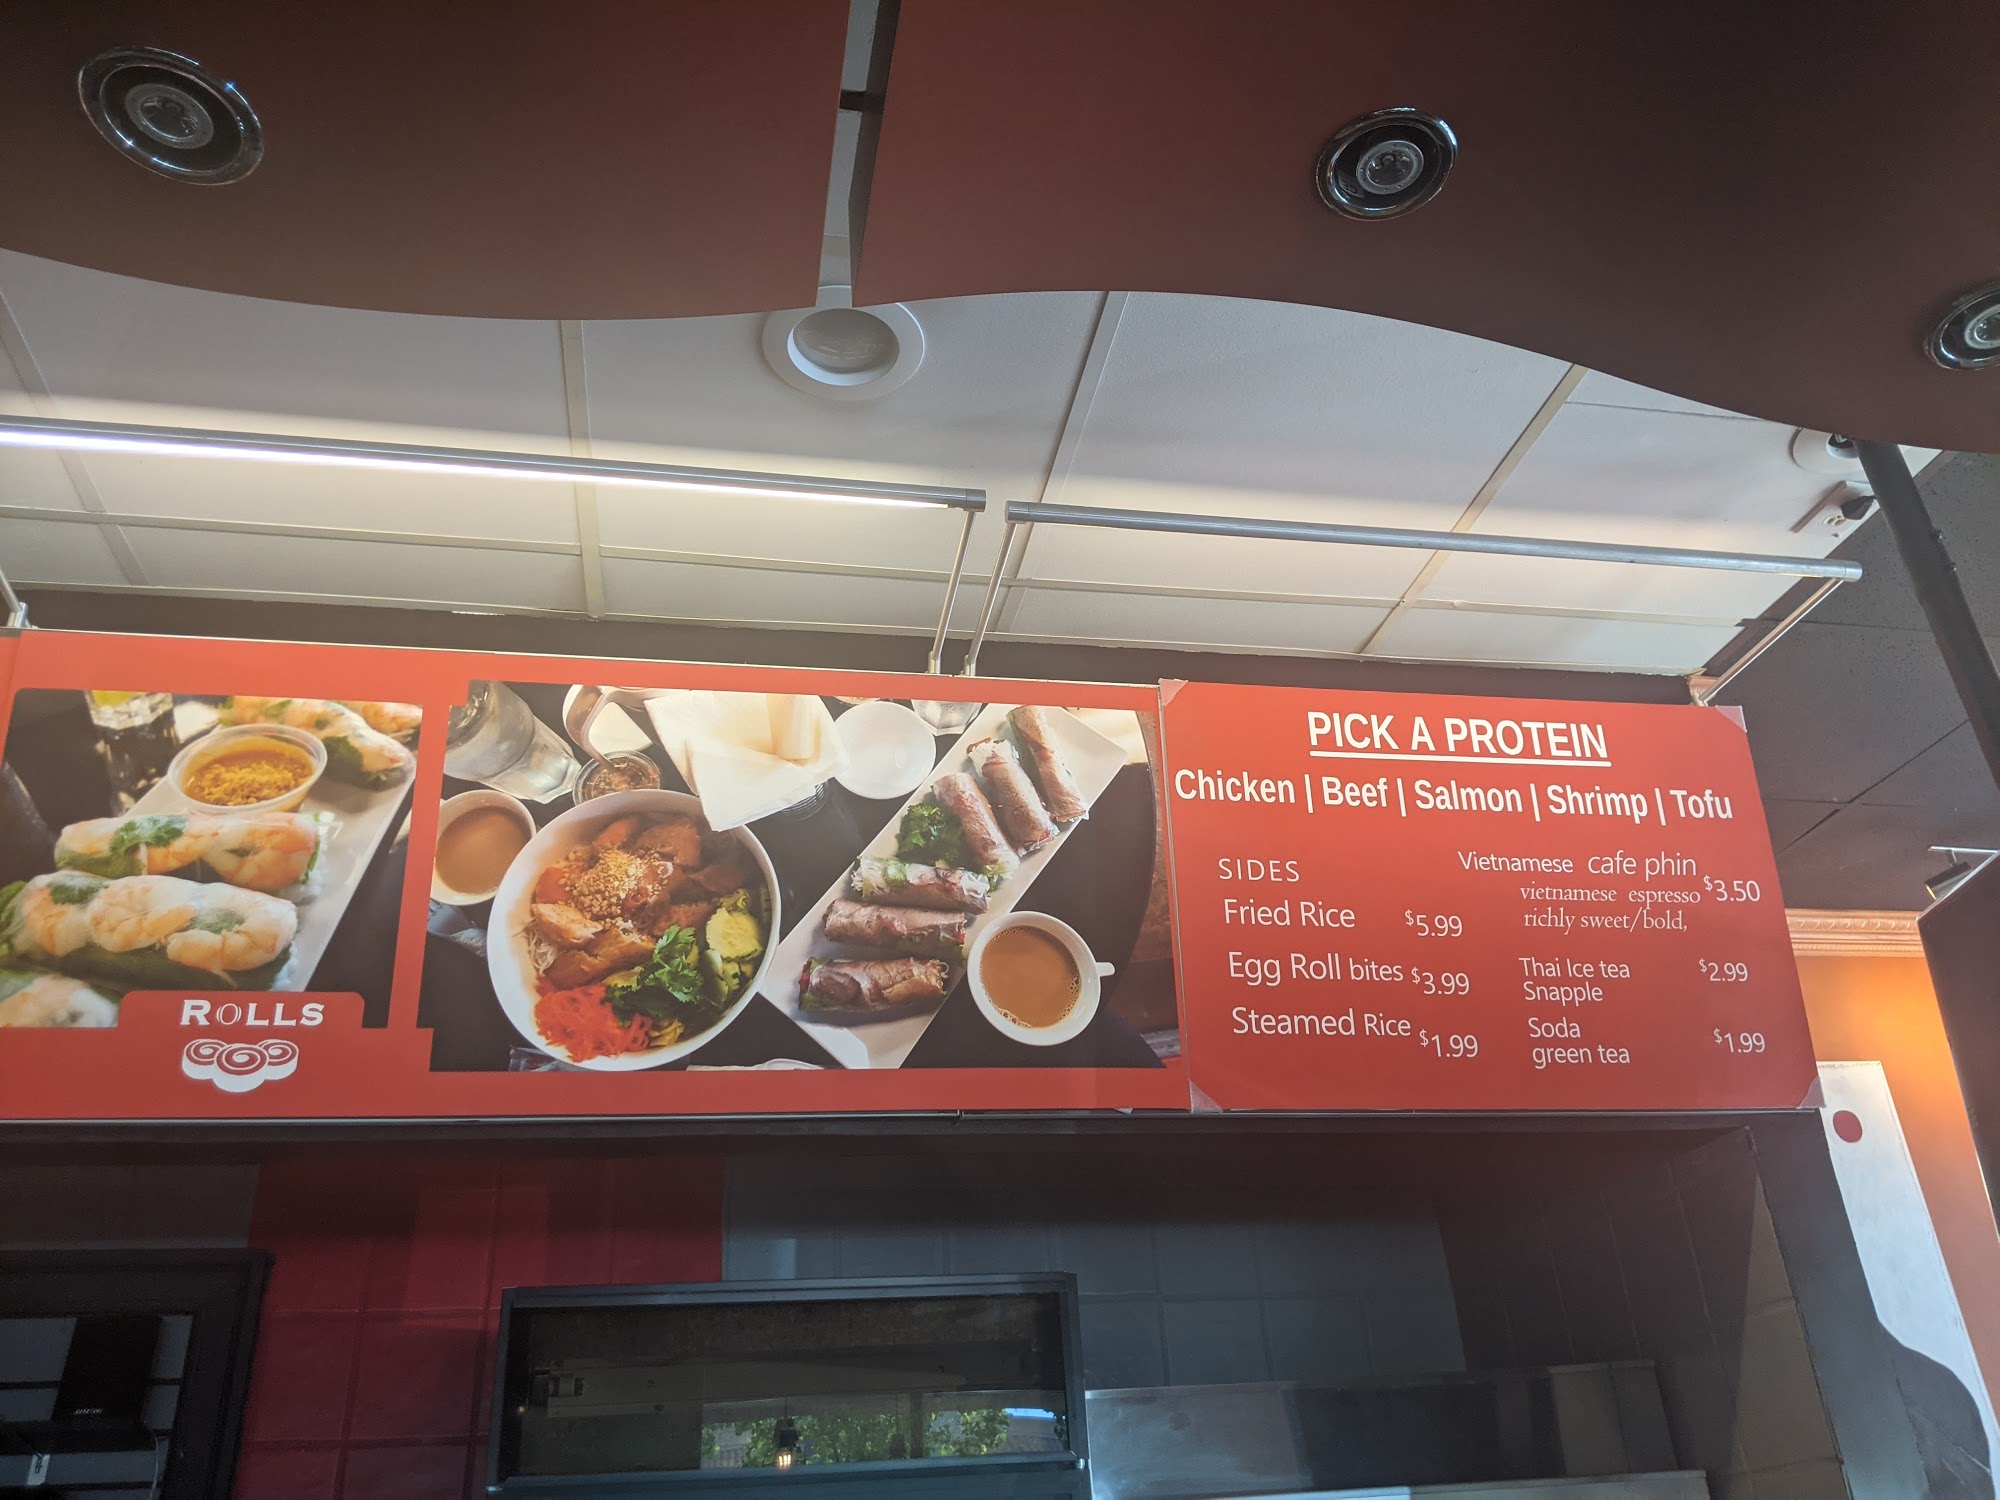 ROLLS
PICK A PROTEIN
Chicken | Beef | Salmon | Shrimp | Tofu
SIDES
Fried Rice $5.99
Egg Roll bites $3.99
Steamed Rice $1.99
Vietnamese cafe phin
vietnamese espresso $3.50
richly sweet/bold,
Thai Ice tea $2.99
Snapple
Soda
green tea $1.99